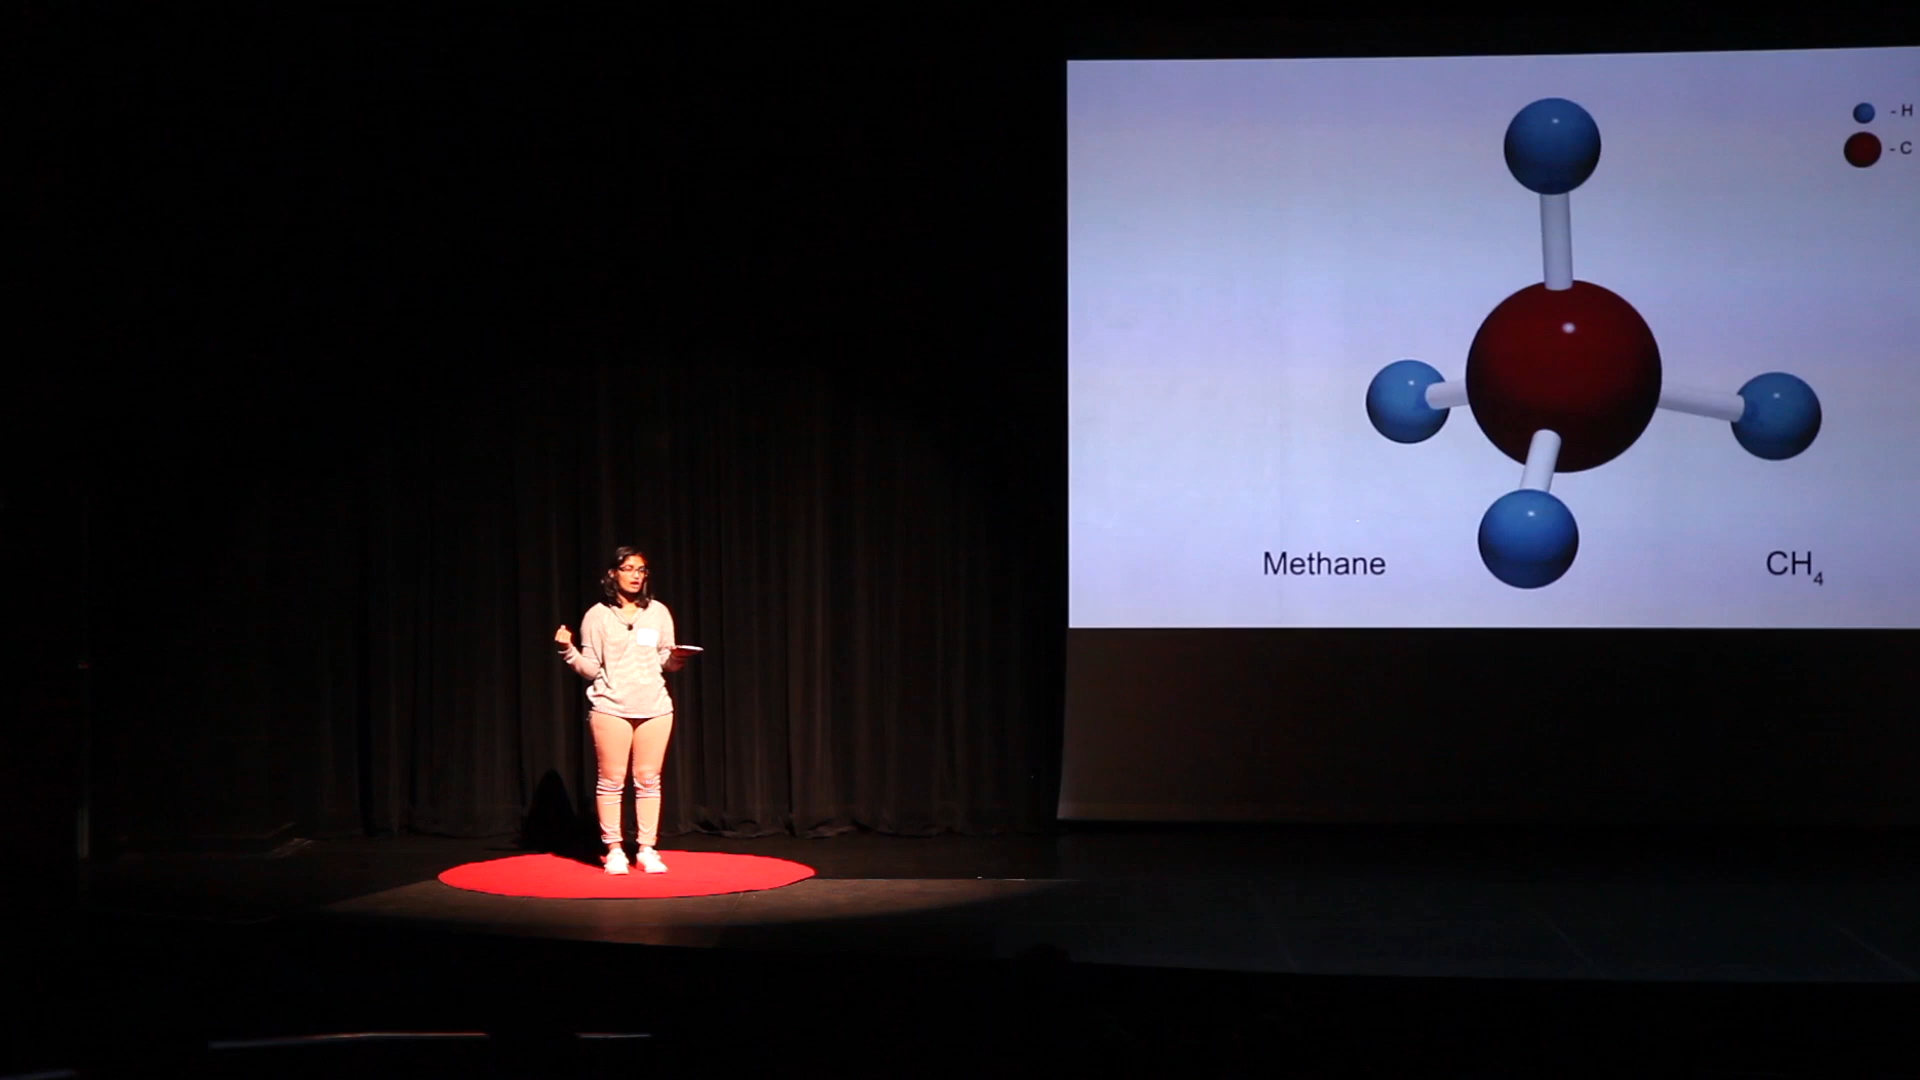 - H
- C
Methane
CH₄